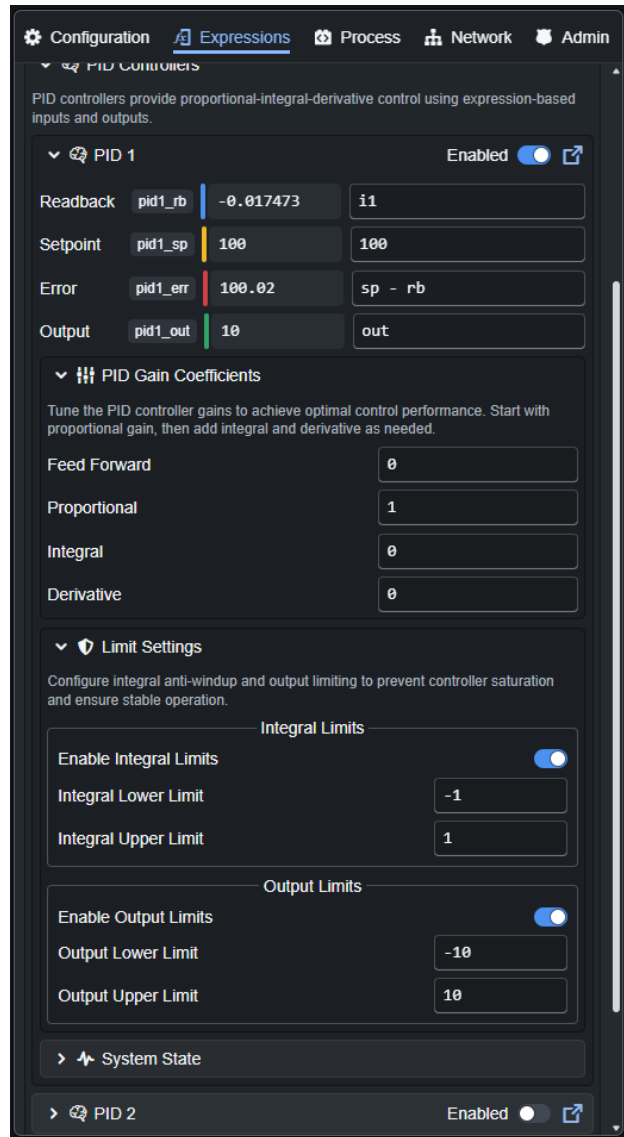 Configuration Expressions Process Network Admin
PID Controllers
PID controllers provide proportional-integral-derivative control using expression-based
inputs and outputs.
PID 1 Enabled
Readback pid1_rb -0.017473 i1
Setpoint pid1_sp 100 100
Error pid1_err 100.02 sp - rb
Output pid1_out 10 out
PID Gain Coefficients
Tune the PID controller gains to achieve optimal control performance. Start with
proportional gain, then add integral and derivative as needed.
Feed Forward 0
Proportional 1
Integral 0
Derivative 0
Limit Settings
Configure integral anti-windup and output limiting to prevent controller saturation
and ensure stable operation.
Integral Limits
Enable Integral Limits
Integral Lower Limit -1
Integral Upper Limit 1
Output Limits
Enable Output Limits
Output Lower Limit -10
Output Upper Limit 10
System State
PID 2 Enabled